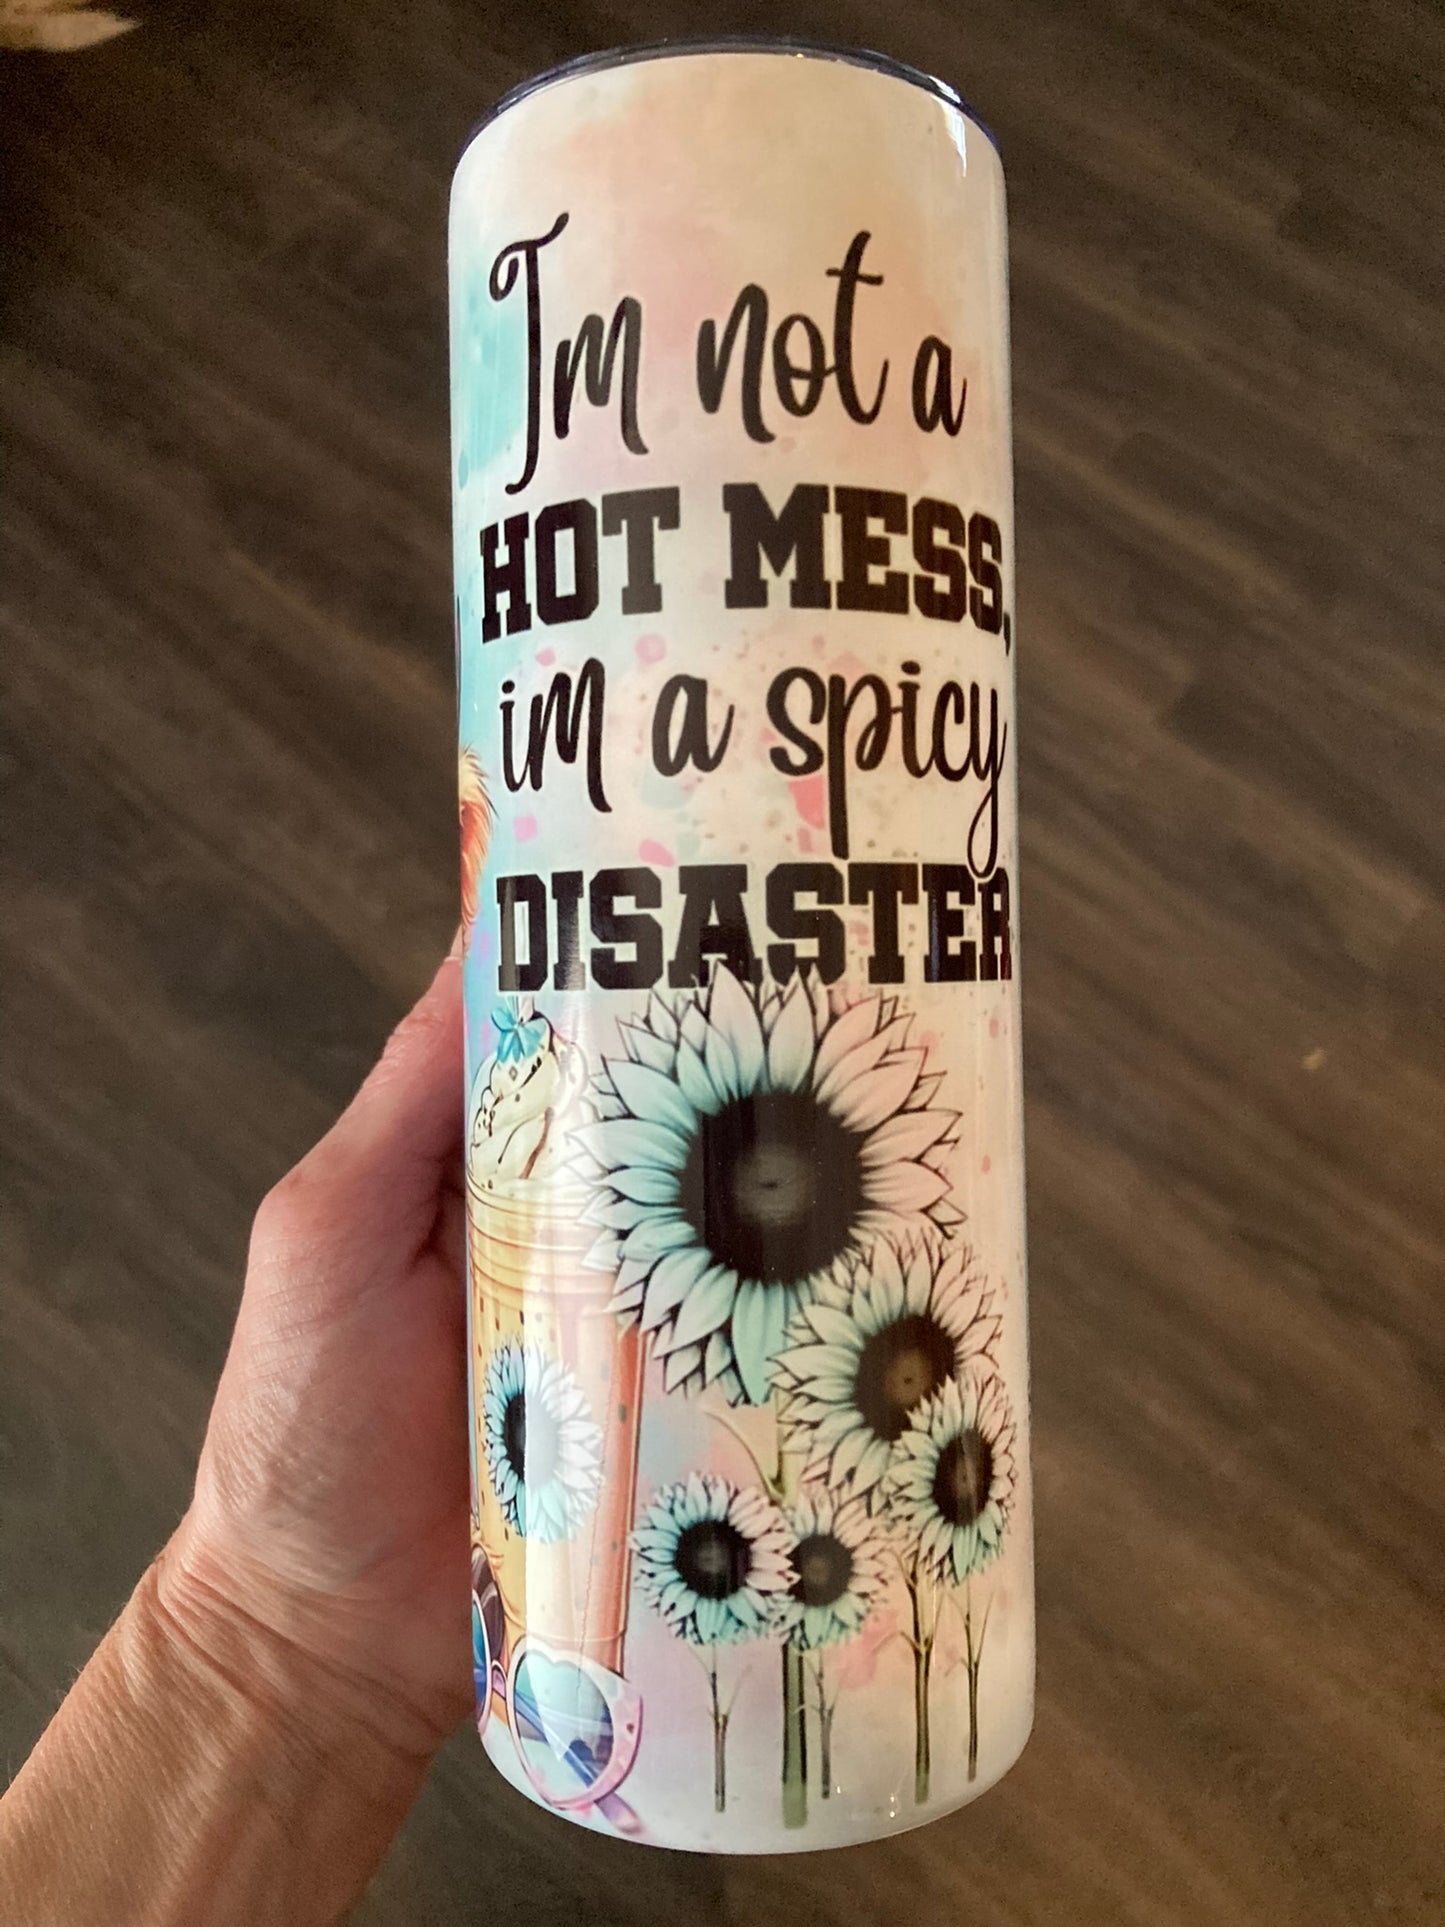 Im not a
HOT MESS,
im a spicy
DISASTER